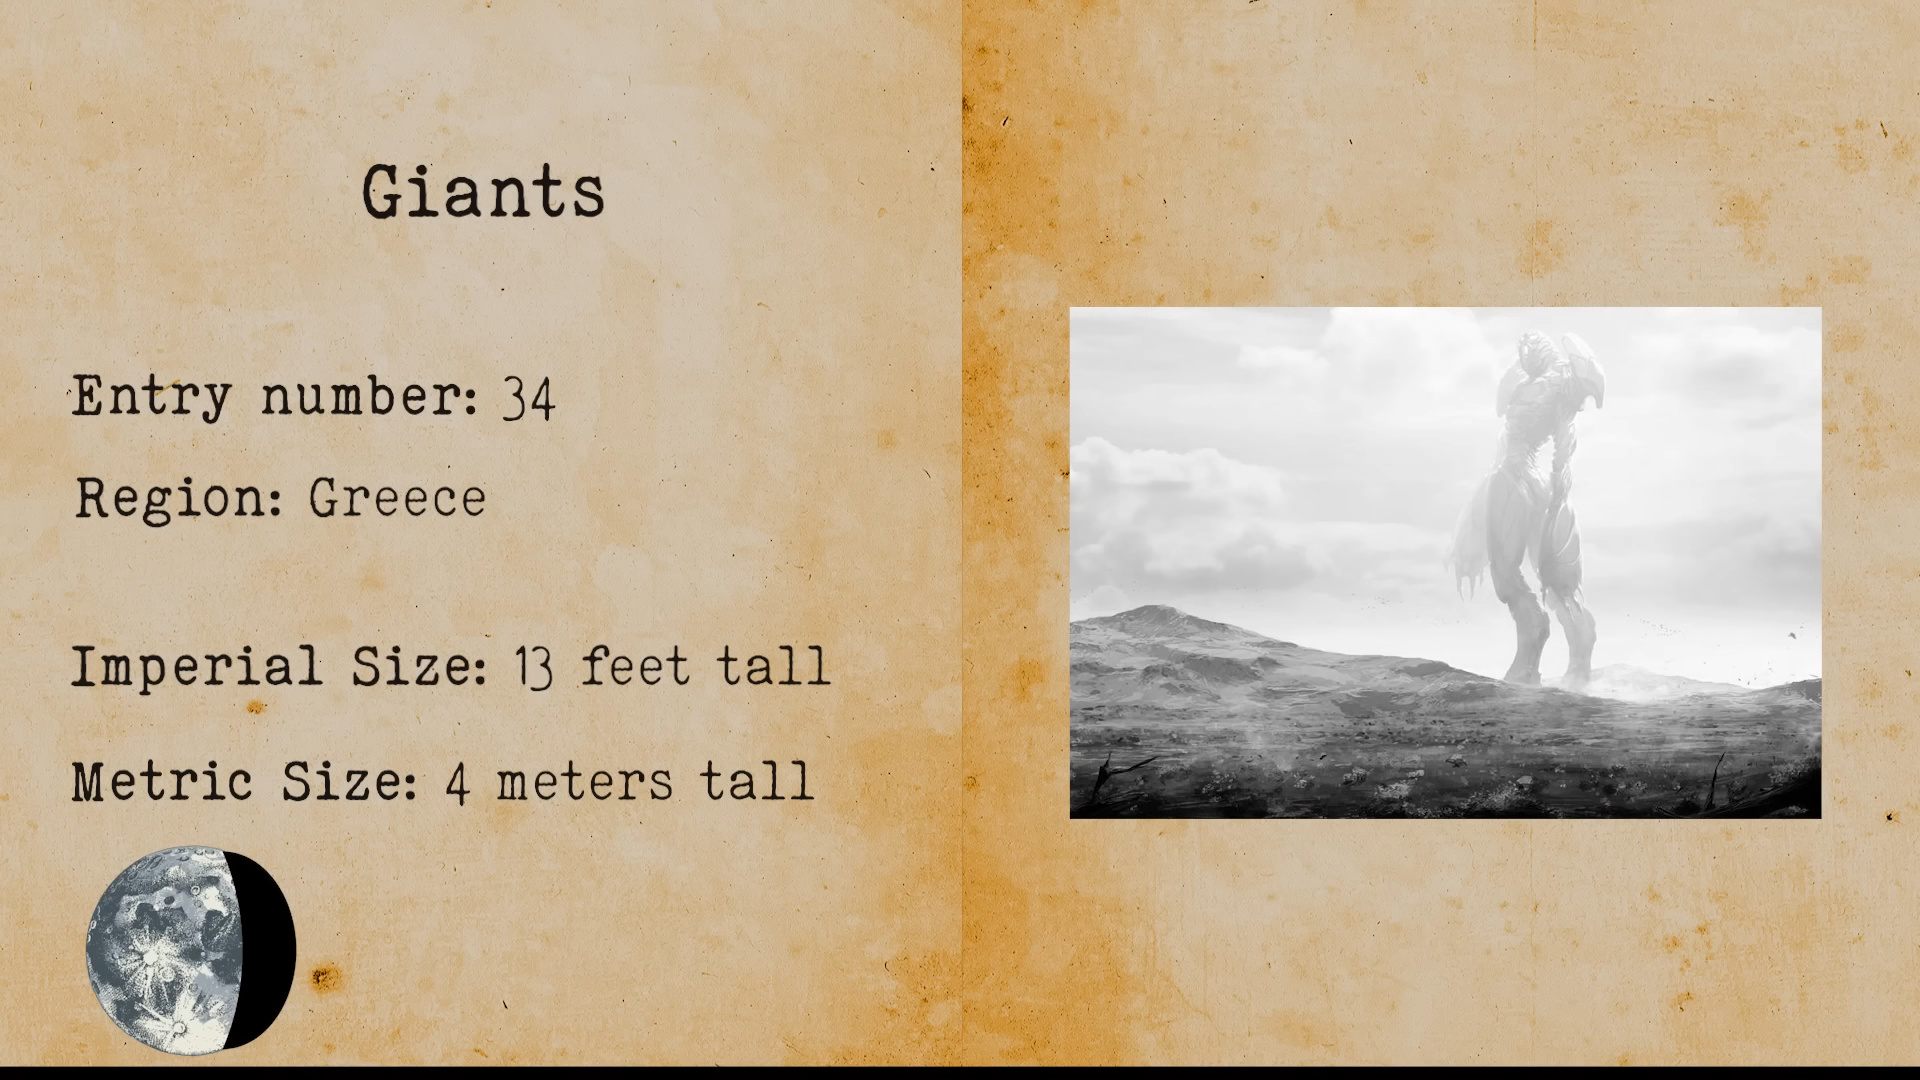 Giants
Entry number: 34
Region: Greece
Imperial Size: 13 feet tall
Metric Size: 4 meters tall